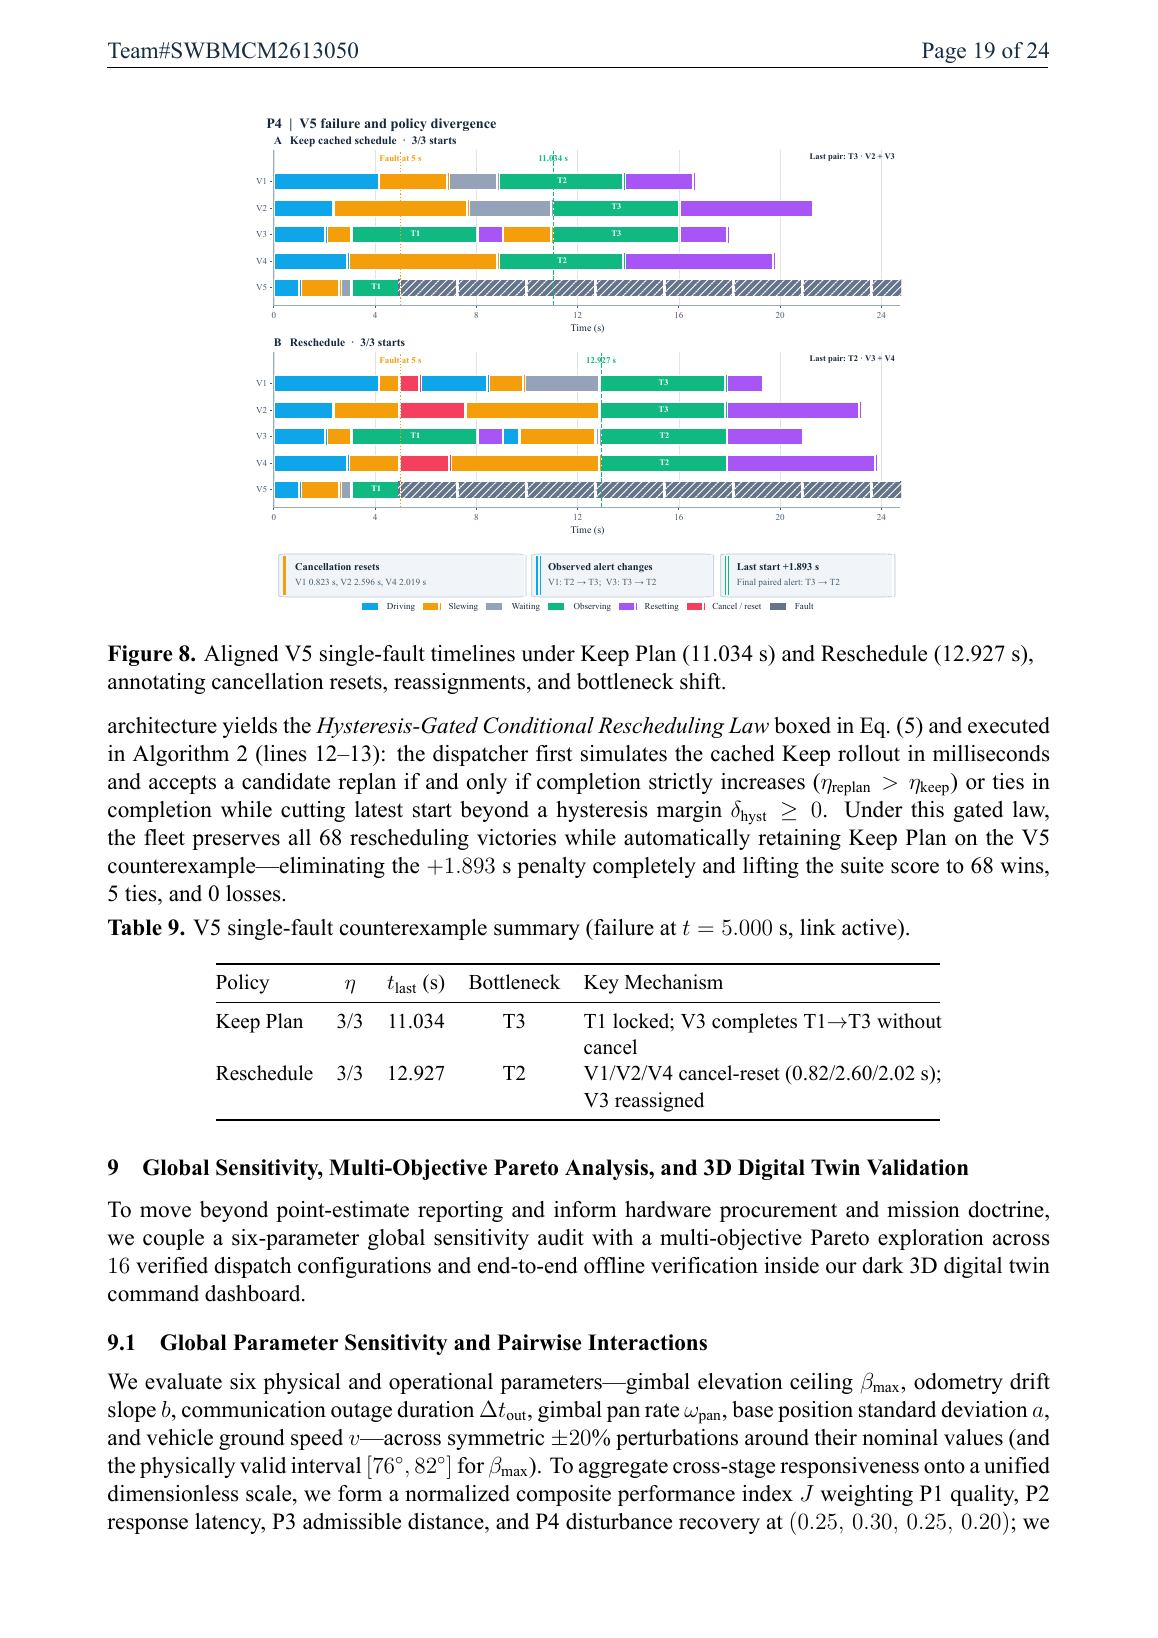 Team#SWBMCM2613050 Page 19 of 24
P4 | V5 failure and policy divergence
A Keep cached schedule · 3/3 starts
Fault at 5 s 11.034 s Last pair: T3 · V2 + V3
V1 T2
V2 T3
V3 T1 T3
V4 T2
V5 T1
0 4 8 12 16 20 24
Time (s)
B Reschedule · 3/3 starts
Fault at 5 s 12.927 s Last pair: T2 · V3 + V4
V1 T3
V2 T3
V3 T1 T2
V4 T2
V5 T1
0 4 8 12 16 20 24
Time (s)
Cancellation resets Observed alert changes Last start +1.893 s
V1 0.823 s, V2 2.596 s, V4 2.019 s V1: T2 → T3; V3: T3 → T2 Final paired alert: T3 → T2
Driving Slewing Waiting Observing Resetting Cancel / reset Fault
Figure 8. Aligned V5 single-fault timelines under Keep Plan (11.034 s) and Reschedule (12.927 s),
annotating cancellation resets, reassignments, and bottleneck shift.
architecture yields the Hysteresis-Gated Conditional Rescheduling Law boxed in Eq. (5) and executed
in Algorithm 2 (lines 12–13): the dispatcher first simulates the cached Keep rollout in milliseconds
and accepts a candidate replan if and only if completion strictly increases (ηreplan > ηkeep) or ties in
completion while cutting latest start beyond a hysteresis margin δhyst ≥ 0. Under this gated law,
the fleet preserves all 68 rescheduling victories while automatically retaining Keep Plan on the V5
counterexample—eliminating the +1.893 s penalty completely and lifting the suite score to 68 wins,
5 ties, and 0 losses.
Table 9. V5 single-fault counterexample summary (failure at t = 5.000 s, link active).
Policy η tlast (s) Bottleneck Key Mechanism
Keep Plan 3/3 11.034 T3 T1 locked; V3 completes T1→T3 without
cancel
Reschedule 3/3 12.927 T2 V1/V2/V4 cancel-reset (0.82/2.60/2.02 s);
V3 reassigned
9 Global Sensitivity, Multi-Objective Pareto Analysis, and 3D Digital Twin Validation
To move beyond point-estimate reporting and inform hardware procurement and mission doctrine,
we couple a six-parameter global sensitivity audit with a multi-objective Pareto exploration across
16 verified dispatch configurations and end-to-end offline verification inside our dark 3D digital twin
command dashboard.
9.1 Global Parameter Sensitivity and Pairwise Interactions
We evaluate six physical and operational parameters—gimbal elevation ceiling βmax, odometry drift
slope b, communication outage duration Δtout, gimbal pan rate ωpan, base position standard deviation a,
and vehicle ground speed v—across symmetric ±20% perturbations around their nominal values (and
the physically valid interval [76°, 82°] for βmax). To aggregate cross-stage responsiveness onto a unified
dimensionless scale, we form a normalized composite performance index J weighting P1 quality, P2
response latency, P3 admissible distance, and P4 disturbance recovery at (0.25, 0.30, 0.25, 0.20); we